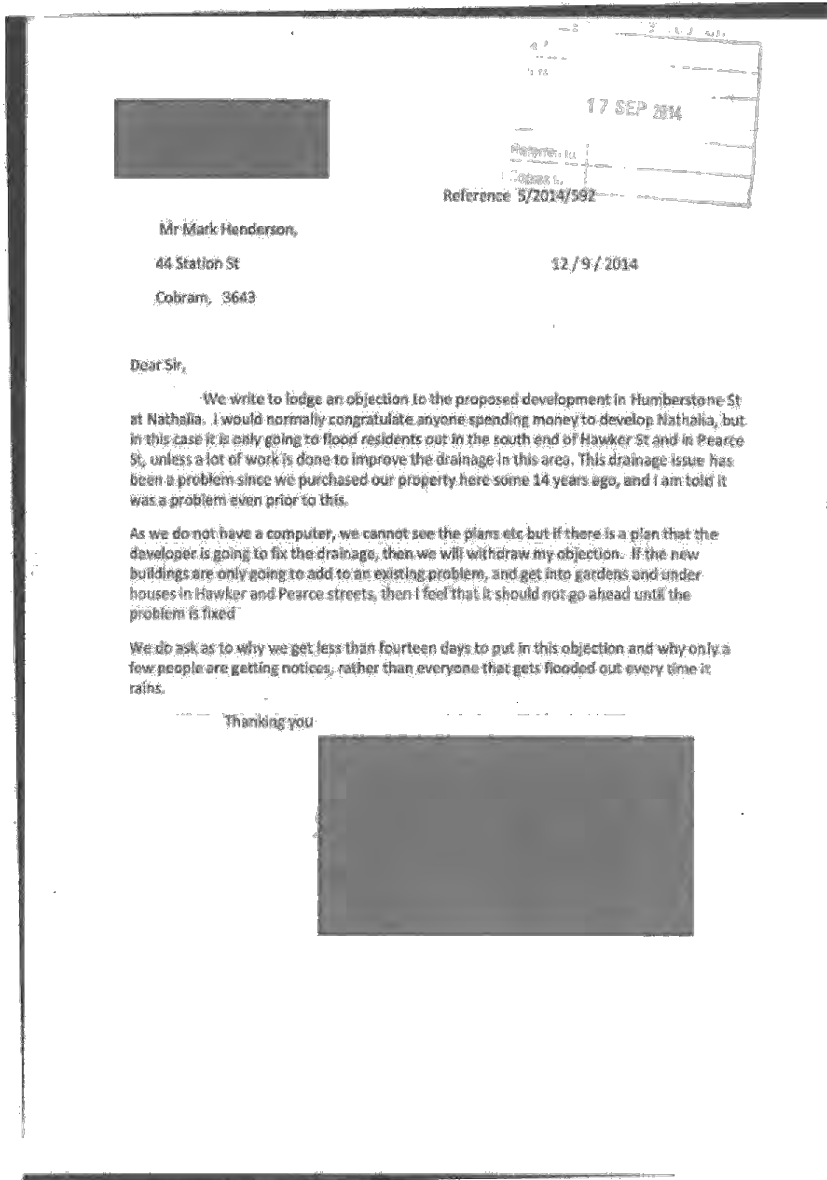 17 SEP 2014
Reference 5/2014/592
Mr Mark Henderson,
44 Station St
12/9/2014
Cobram, 3643
Dear Sir,
We write to lodge an objection to the proposed development in Humberstone St
at Nathalia. I would normally congratulate anyone spending money to develop Nathalia, but
in this case it is only going to flood residents out in the south end of Hawker St and in Pearce
St, unless a lot of work is done to improve the drainage in this area. This drainage issue has
been a problem since we purchased our property here some 14 years ago, and I am told it
was a problem even prior to this.
As we do not have a computer, we cannot see the plans etc but if there is a plan that the
developer is going to fix the drainage, then we will withdraw my objection. If the new
buildings are only going to add to an existing problem, and get into gardens and under
houses in Hawker and Pearce streets, then I feel that it should not go ahead until the
problem is fixed
We do ask as to why we get less than fourteen days to put in this objection and why only a
few people are getting notices, rather than everyone that gets flooded out every time it
rains.
Thanking you